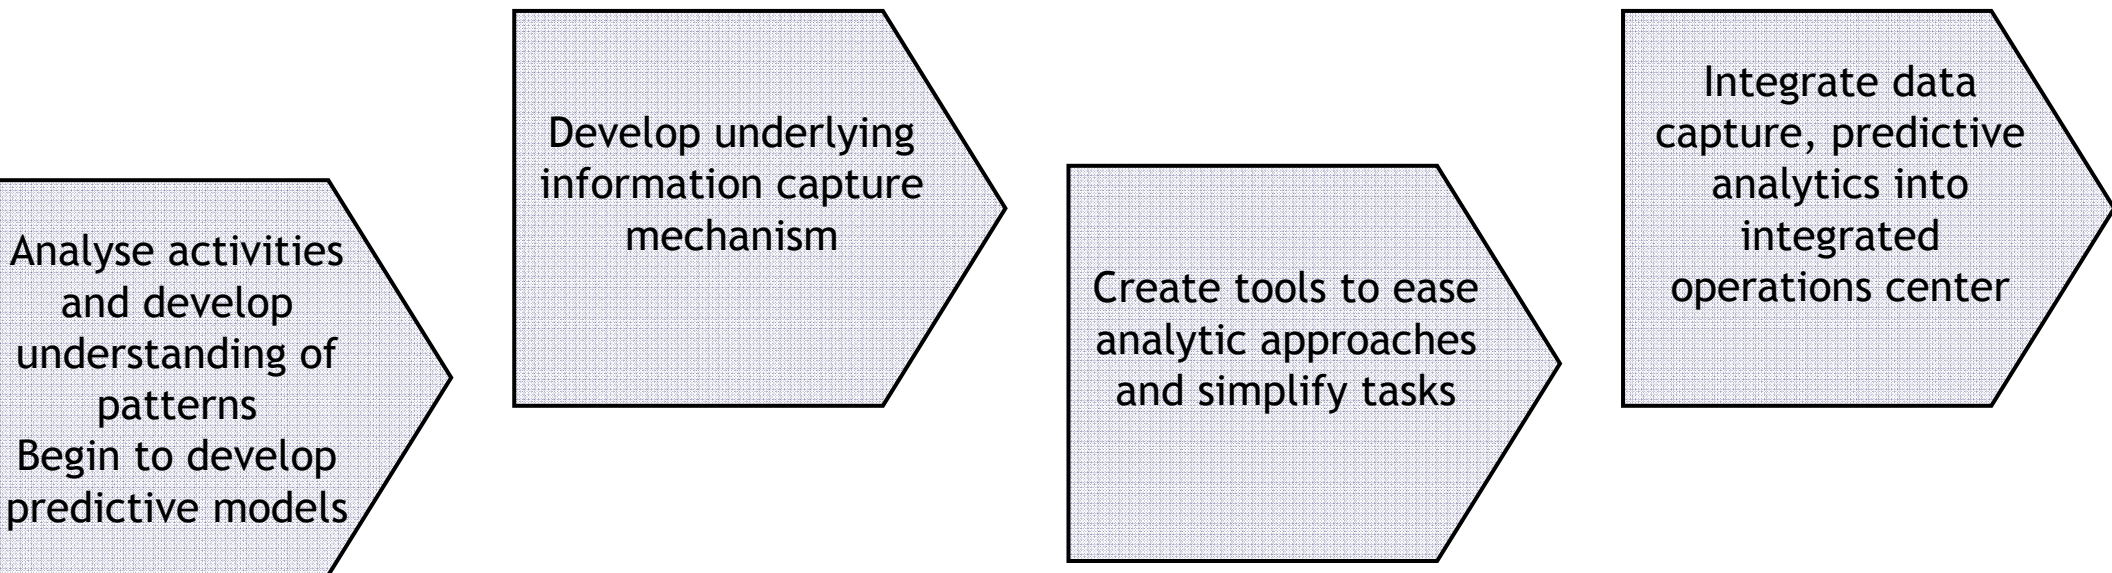 Analyse activities
and develop
understanding of
patterns
Begin to develop
predictive models
Develop underlying
information capture
mechanism
Create tools to ease
analytic approaches
and simplify tasks
Integrate data
capture, predictive
analytics into
integrated
operations center